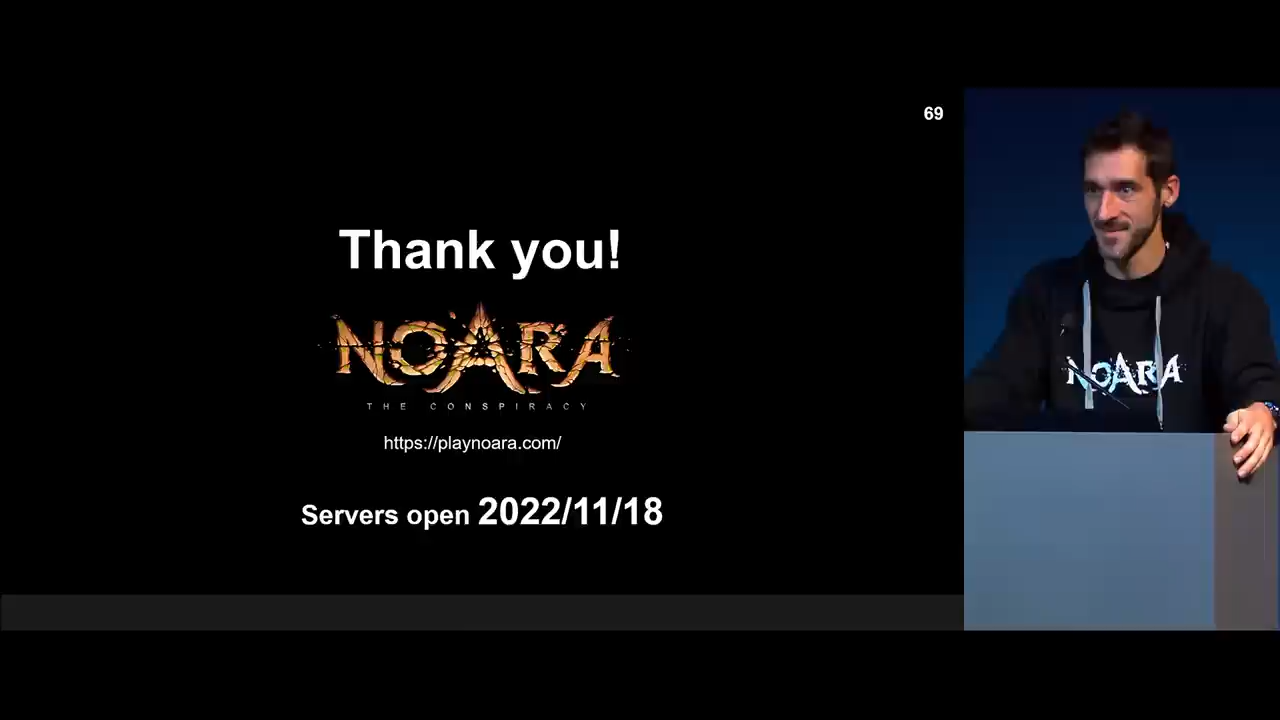 69
Thank you!
NOARA
THE CONSPIRACY
https://playnoara.com/
Servers open 2022/11/18
NOARA